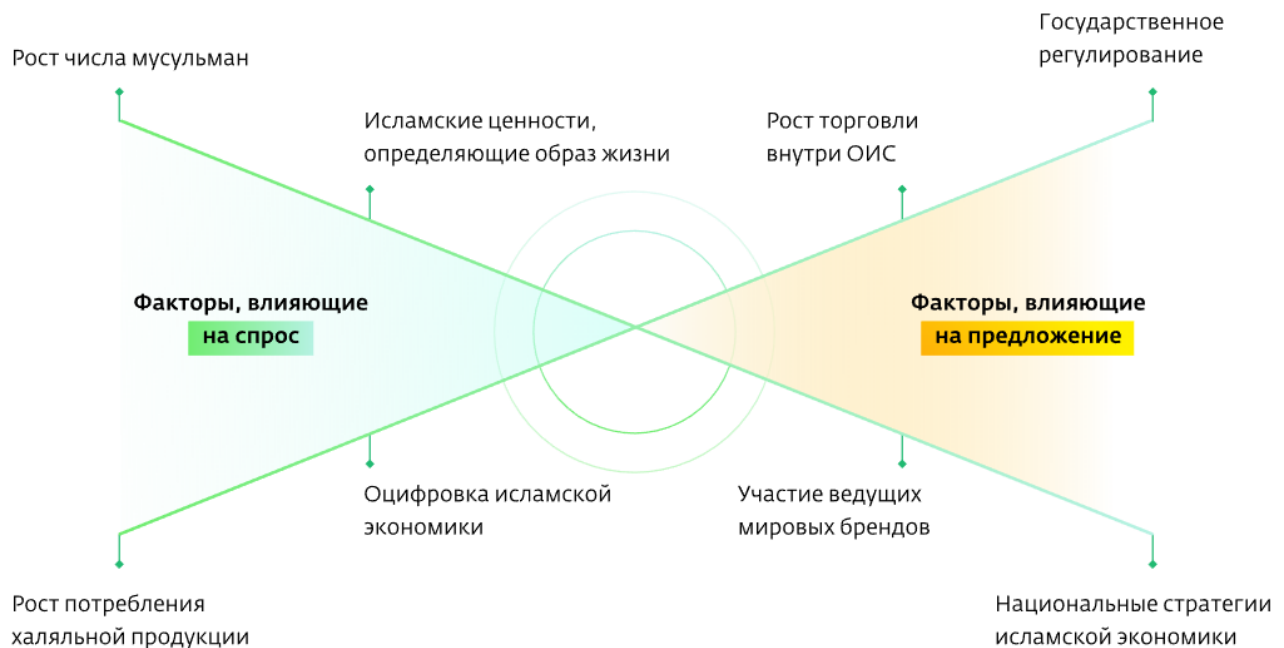 Рост числа мусульман
Исламские ценности,
определяющие образ жизни
Рост торговли
внутри ОИС
Государственное
регулирование
Факторы, влияющие
на спрос
Факторы, влияющие
на предложение
Рост потребления
халяльной продукции
Оцифровка исламской
экономики
Участие ведущих
мировых брендов
Национальные стратегии
исламской экономики